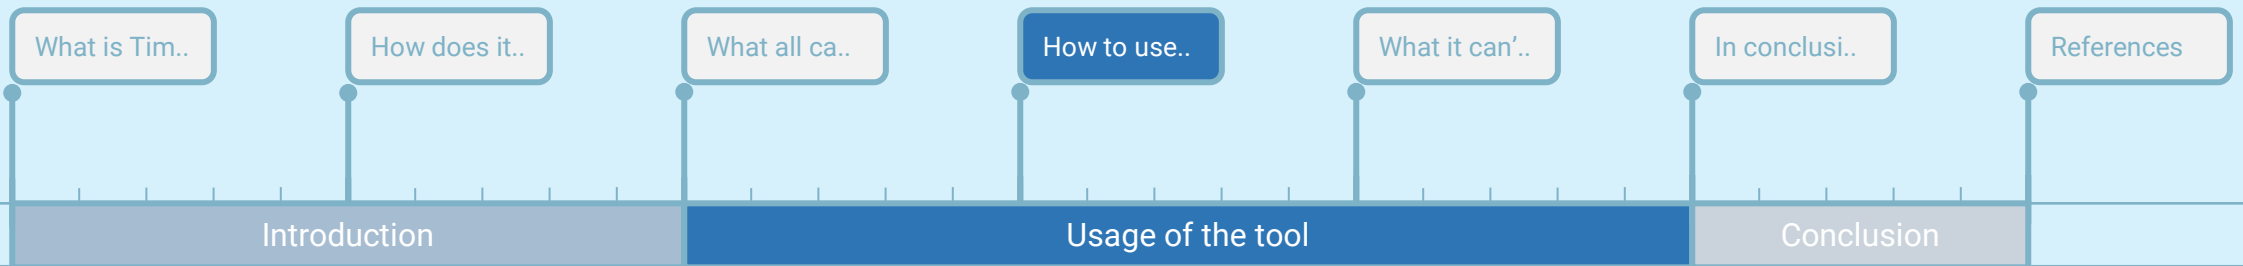 What is Tim..
How does it..
What all ca..
How to use..
What it can’..
In conclusi..
References
Introduction
Usage of the tool
Conclusion